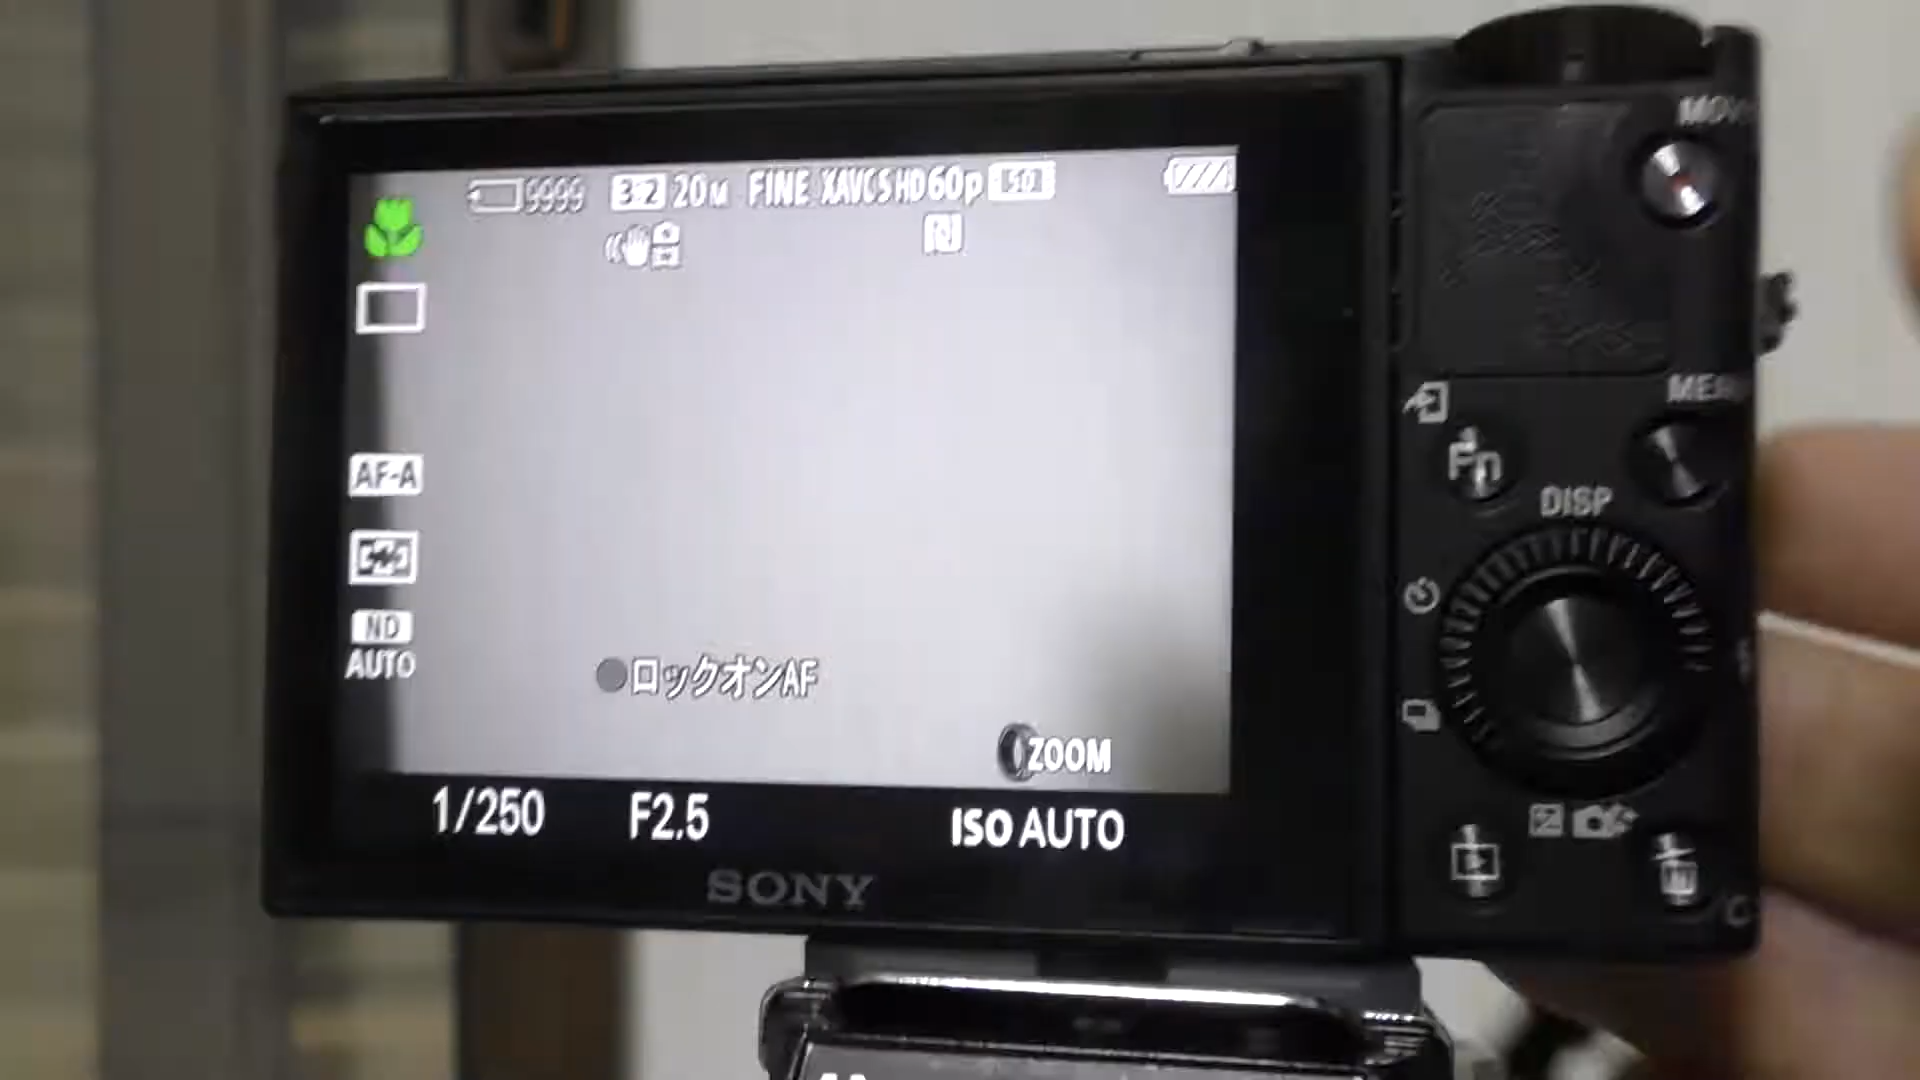 9999 3:2 20M FINE XAVC S HD 60p
AF-A
ND
AUTO
●ロックオンAF
ZOOM
1/250 F2.5 ISO AUTO
SONY
Fn
DISP